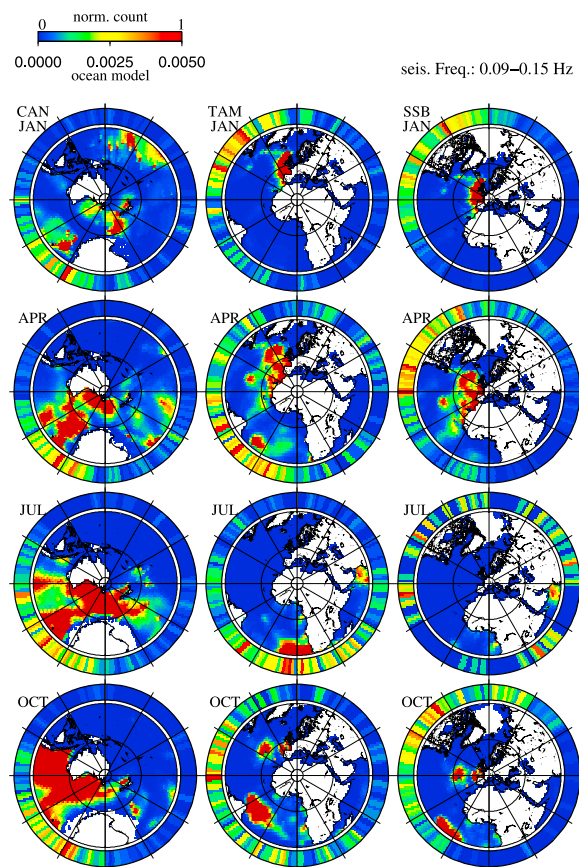 norm. count
0 1
0.0000 0.0025 0.0050
ocean model
seis. Freq.: 0.09–0.15 Hz
CAN TAM SSB
JAN JAN JAN
APR APR APR
JUL JUL JUL
OCT OCT OCT